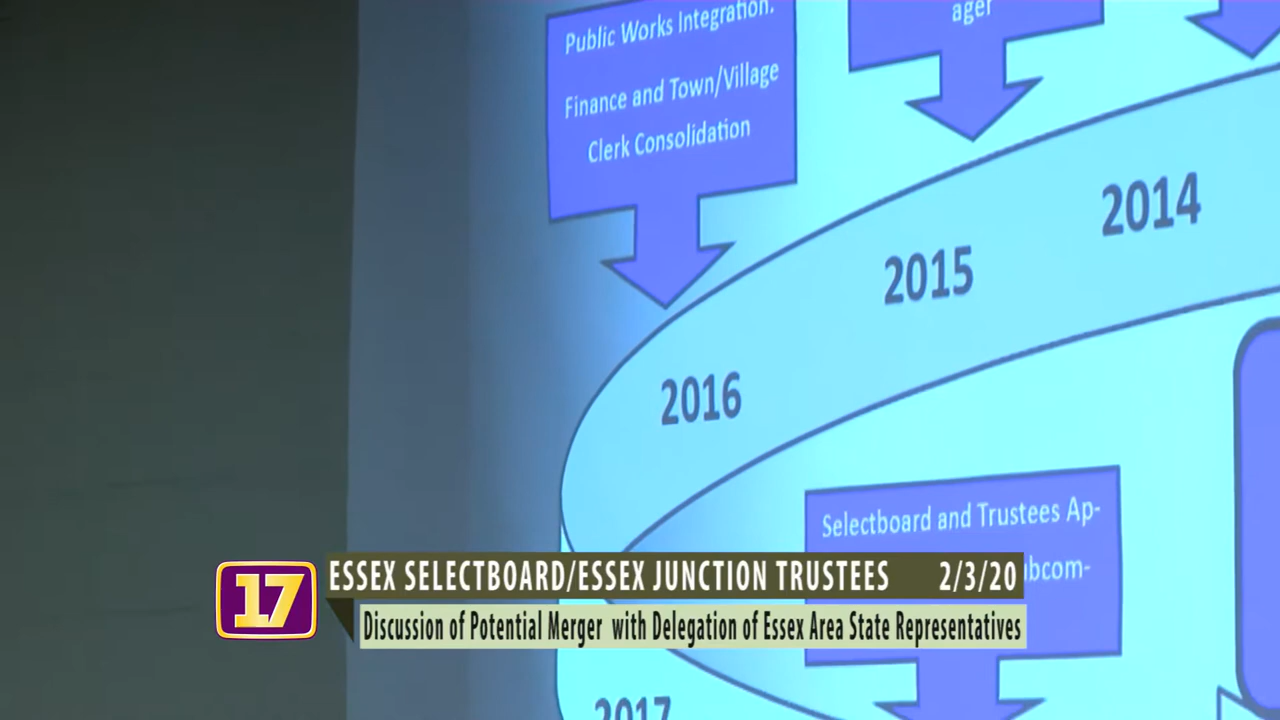 Public Works Integration.
Finance and Town/Village
Clerk Consolidation
ager
2014
2015
2016
Selectboard and Trustees Ap-
2017
17
ESSEX SELECTBOARD/ESSEX JUNCTION TRUSTEES 2/3/20
Discussion of Potential Merger with Delegation of Essex Area State Representatives